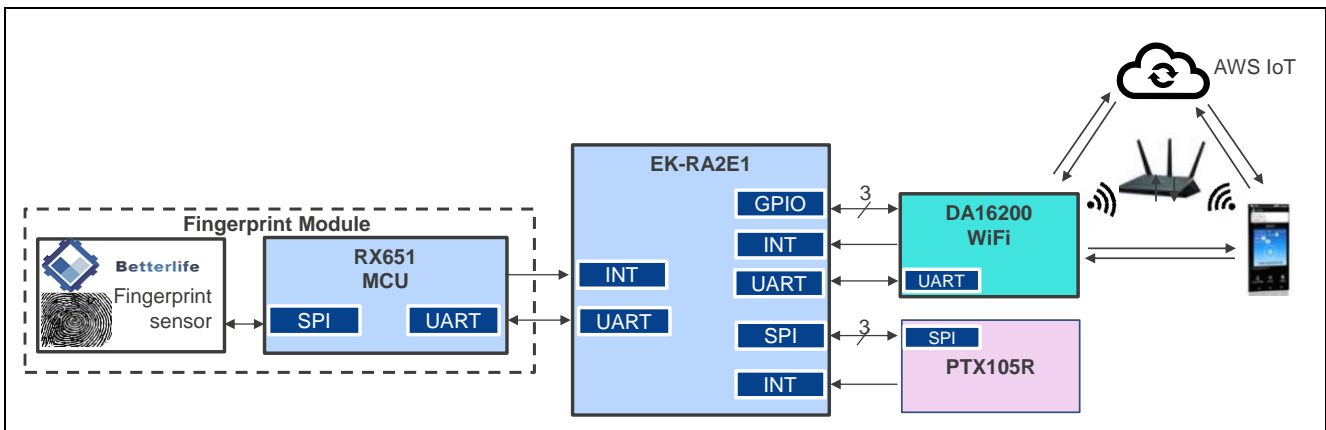 AWS IoT
EK-RA2E1
GPIO
3
DA16200
WiFi
INT
UART
UART
Fingerprint Module
Betterlife
Fingerprint
sensor
RX651
MCU
SPI
UART
INT
UART
SPI
3
SPI
PTX105R
INT